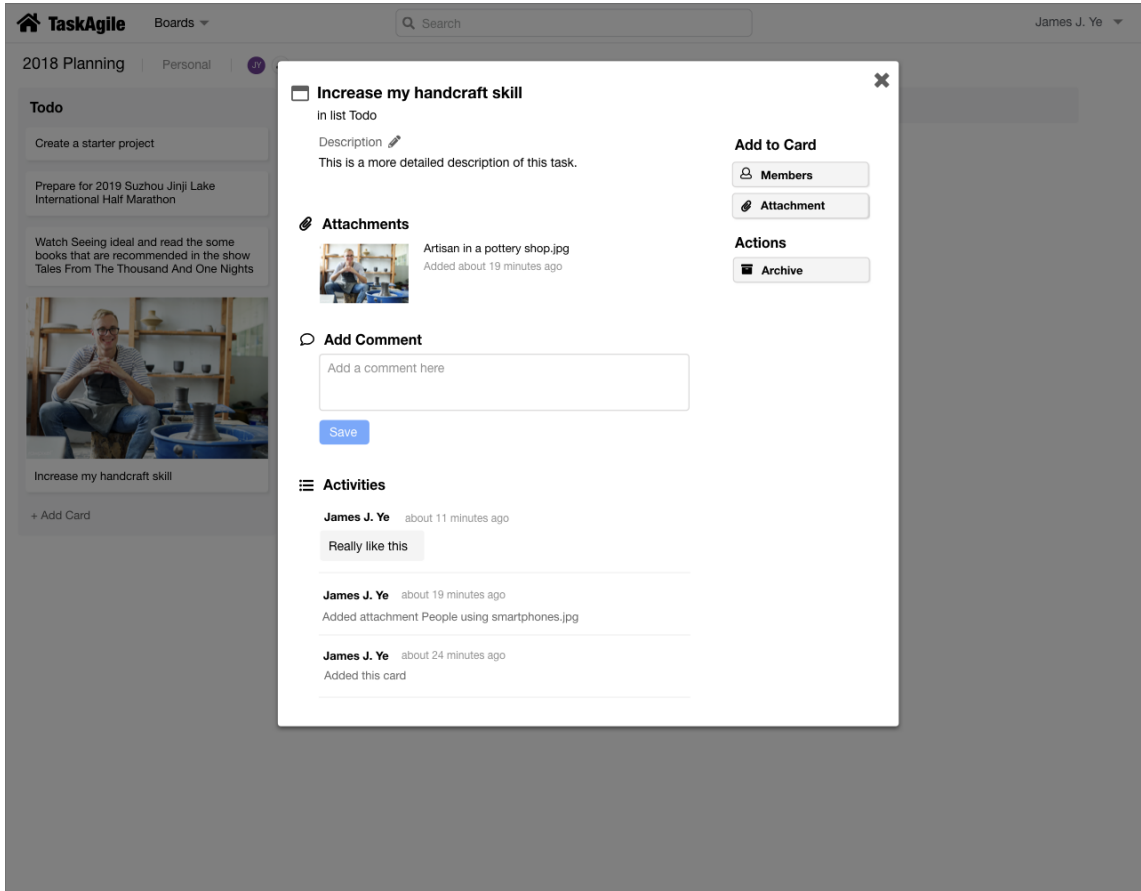 TaskAgile
Boards
Search
James J. Ye
2018 Planning
Personal
JY
Todo
Create a starter project
Prepare for 2019 Suzhou Jinji Lake
International Half Marathon
Watch Seeing ideal and read the some
books that are recommended in the show
Tales From The Thousand And One Nights
Increase my handcraft skill
+ Add Card
Increase my handcraft skill
in list Todo
Description
This is a more detailed description of this task.
Attachments
Artisan in a pottery shop.jpg
Added about 19 minutes ago
Add Comment
Add a comment here
Save
Activities
James J. Ye about 11 minutes ago
Really like this
James J. Ye about 19 minutes ago
Added attachment People using smartphones.jpg
James J. Ye about 24 minutes ago
Added this card
Add to Card
Members
Attachment
Actions
Archive